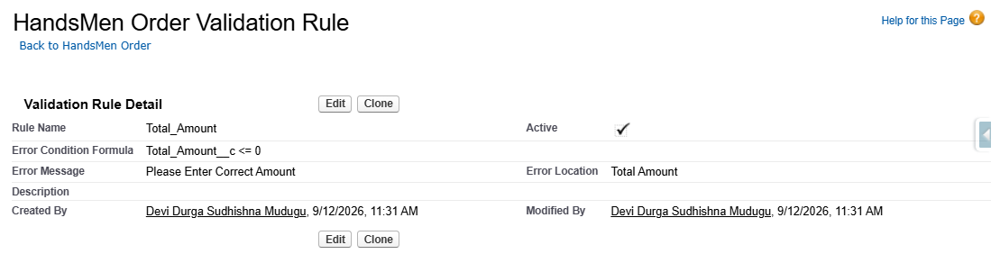 HandsMen Order Validation Rule
Help for this Page ?
Back to HandsMen Order
Validation Rule Detail Edit Clone
Rule Name Total_Amount Active
Error Condition Formula Total_Amount__c <= 0
Error Message Please Enter Correct Amount Error Location Total Amount
Description
Created By Devi Durga Sudhishna Mudugu, 9/12/2026, 11:31 AM Modified By Devi Durga Sudhishna Mudugu, 9/12/2026, 11:31 AM
Edit Clone